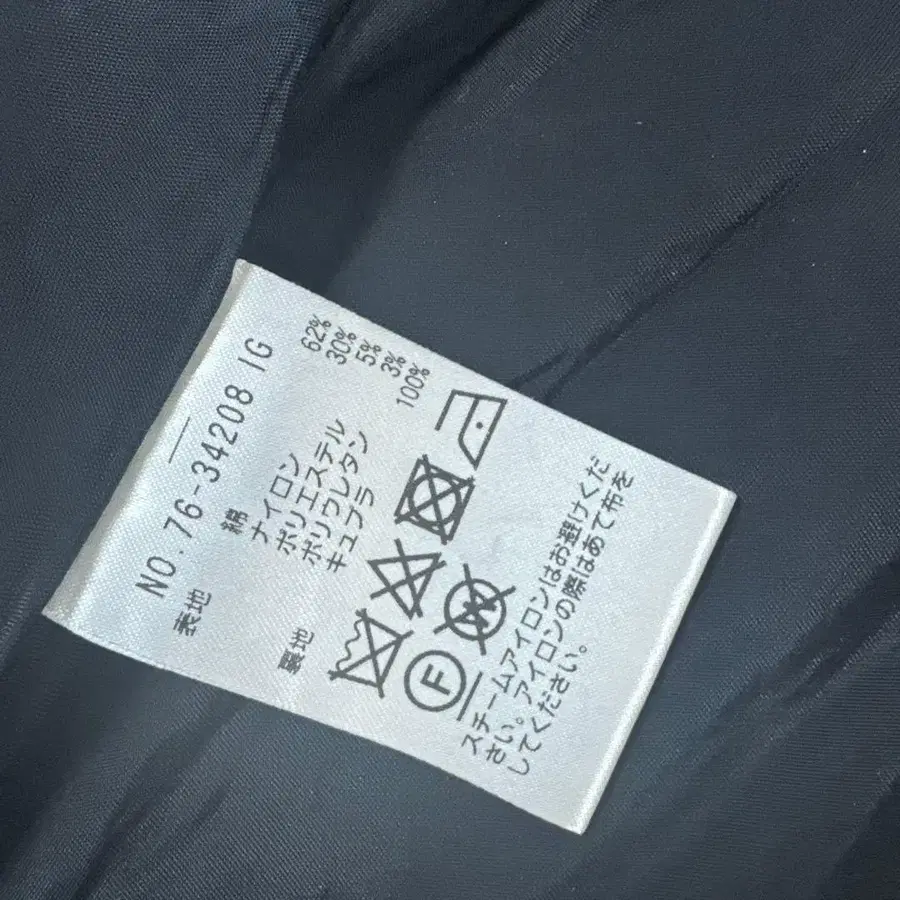 NO.76-34208 IG
表地 綿 62%
ナイロン 30%
ポリエステル 5%
ポリウレタン 3%
裏地 キュプラ 100%
F W
スチームアイロンはお避けくだ
さい。アイロンの際はあて布を
してください。